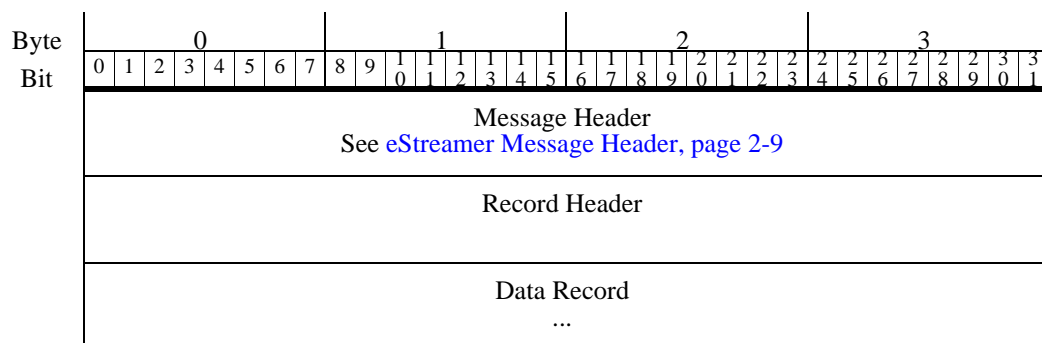 Byte 0 1 2 3
Bit 0 1 2 3 4 5 6 7 8 9 10 11 12 13 14 15 16 17 18 19 20 21 22 23 24 25 26 27 28 29 30 31
Message Header
See eStreamer Message Header, page 2-9
Record Header
Data Record
...